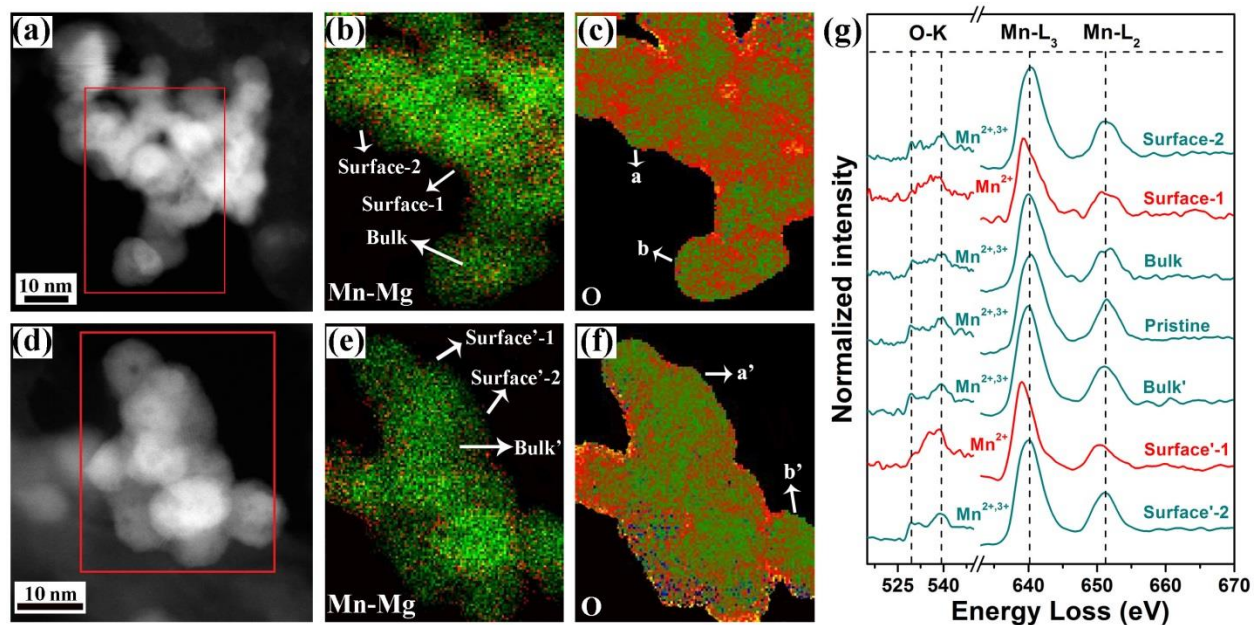 (a)
10 nm
(b)
Surface-2
Surface-1
Bulk
Mn-Mg
(c)
a
b
O
(d)
10 nm
(e)
Surface'-1
Surface'-2
Bulk'
Mn-Mg
(f)
a'
b'
O
(g)
O-K Mn-L3 Mn-L2
Mn2+,3+ Surface-2
Mn2+ Surface-1
Mn2+,3+ Bulk
Mn2+,3+ Pristine
Mn2+,3+ Bulk'
Mn2+ Surface'-1
Mn2+,3+ Surface'-2
Normalized intensity
525 540 640 650 660 670
Energy Loss (eV)